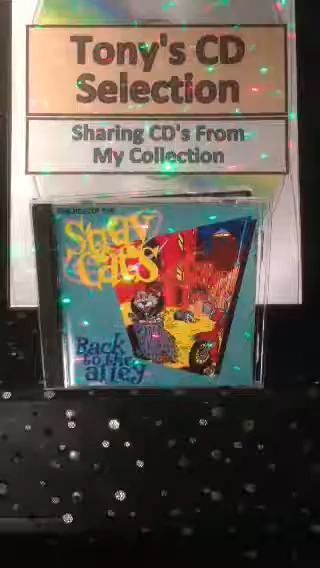 Tony's CD
Selection
Sharing CD's From
My Collection
THE BEST OF THE
Stray
Cats
Back
to the
alley